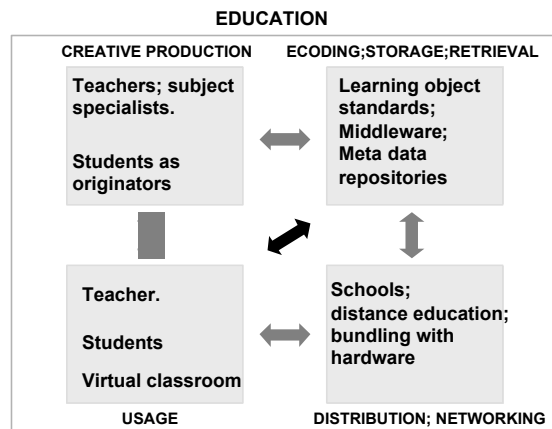 EDUCATION
CREATIVE PRODUCTION
ECODING;STORAGE;RETRIEVAL
Teachers; subject
specialists.
Students as
originators
Learning object
standards;
Middleware;
Meta data
repositories
Teacher.
Students
Virtual classroom
Schools;
distance education;
bundling with
hardware
USAGE
DISTRIBUTION; NETWORKING